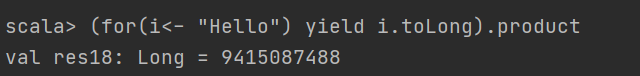 scala> (for(i<- "Hello") yield i.toLong).product
val res18: Long = 9415087488